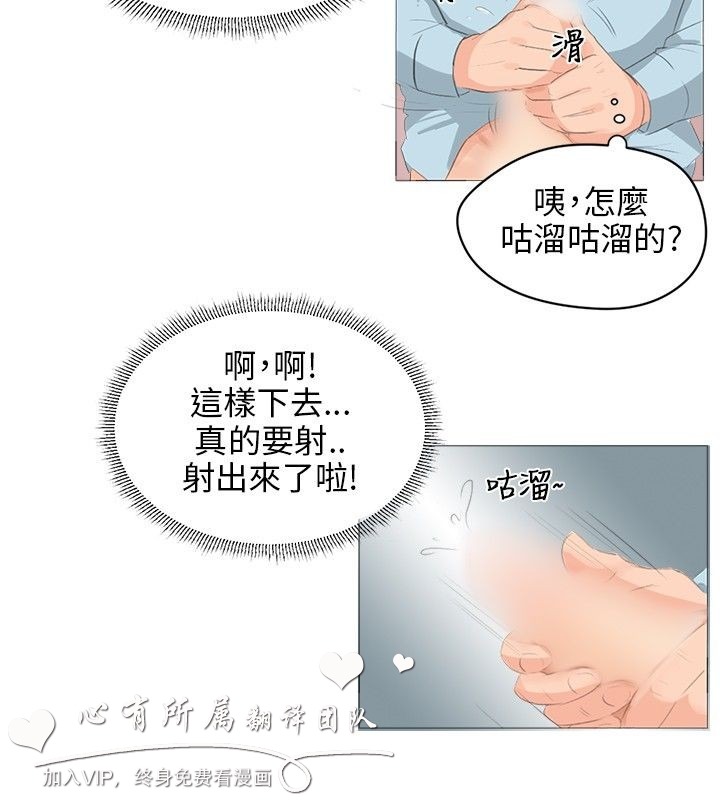 滑
咦,怎麼
咕溜咕溜的?
啊,啊!
這樣下去...
真的要射..
射出來了啦!
咕溜~
心有所属翻译团队
加入VIP，终身免费看漫画